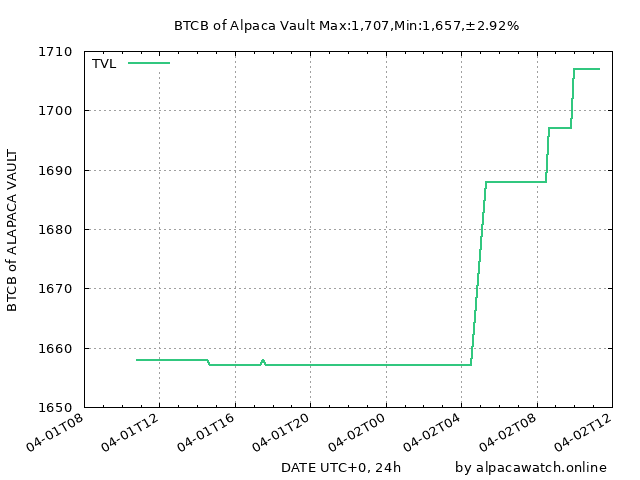 BTCB of Alpaca Vault Max:1,707,Min:1,657,±2.92%
TVL
1710
1700
1690
1680
1670
1660
1650
BTCB of ALAPACA VAULT
04-01T08
04-01T12
04-01T16
04-01T20
04-02T00
04-02T04
04-02T08
04-02T12
DATE UTC+0, 24h
by alpacawatch.online